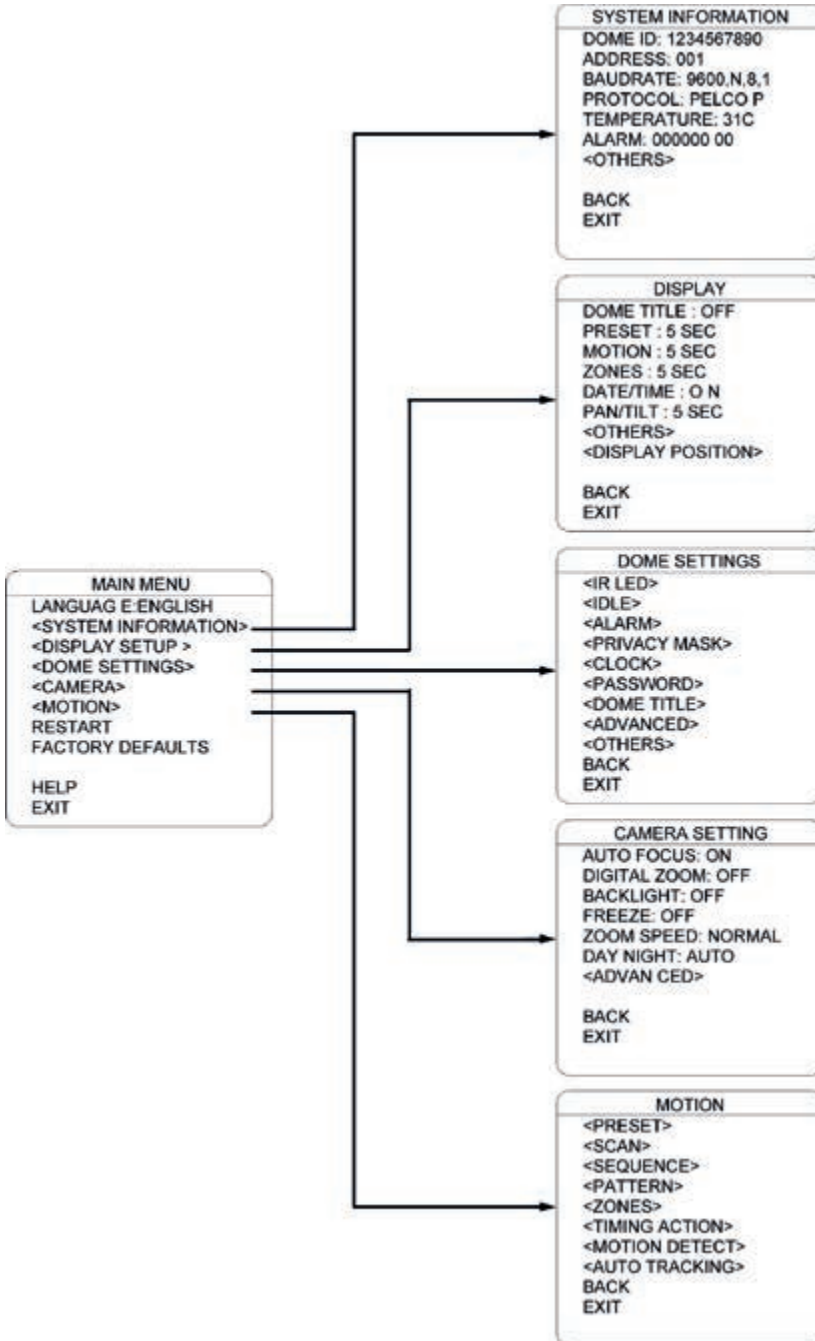 SYSTEM INFORMATION
DOME ID: 1234567890
ADDRESS: 001
BAUDRATE: 9600,N,8,1
PROTOCOL: PELCO P
TEMPERATURE: 31C
ALARM: 000000 00
<OTHERS>
BACK
EXIT
DISPLAY
DOME TITLE : OFF
PRESET : 5 SEC
MOTION : 5 SEC
ZONES : 5 SEC
DATE/TIME : O N
PAN/TILT : 5 SEC
<OTHERS>
<DISPLAY POSITION>
BACK
EXIT
MAIN MENU
LANGUAG E:ENGLISH
<SYSTEM INFORMATION>
<DISPLAY SETUP >
<DOME SETTINGS>
<CAMERA>
<MOTION>
RESTART
FACTORY DEFAULTS
HELP
EXIT
DOME SETTINGS
<IR LED>
<IDLE>
<ALARM>
<PRIVACY MASK>
<CLOCK>
<PASSWORD>
<DOME TITLE>
<ADVANCED>
<OTHERS>
BACK
EXIT
CAMERA SETTING
AUTO FOCUS: ON
DIGITAL ZOOM: OFF
BACKLIGHT: OFF
FREEZE: OFF
ZOOM SPEED: NORMAL
DAY NIGHT: AUTO
<ADVAN CED>
BACK
EXIT
MOTION
<PRESET>
<SCAN>
<SEQUENCE>
<PATTERN>
<ZONES>
<TIMING ACTION>
<MOTION DETECT>
<AUTO TRACKING>
BACK
EXIT